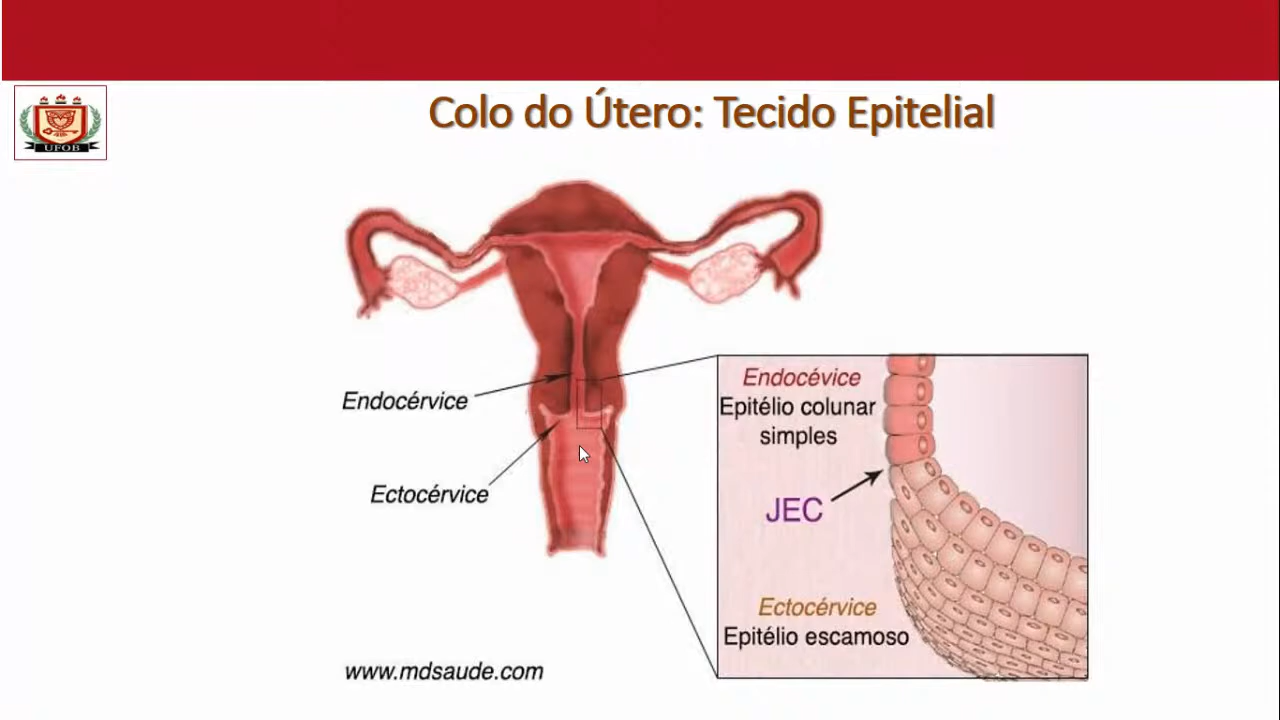 Colo do Útero: Tecido Epitelial
UFOB
Endocérvice
Ectocérvice
Endocévice
Epitélio colunar
simples
JEC
Ectocérvice
Epitélio escamoso
www.mdsaude.com